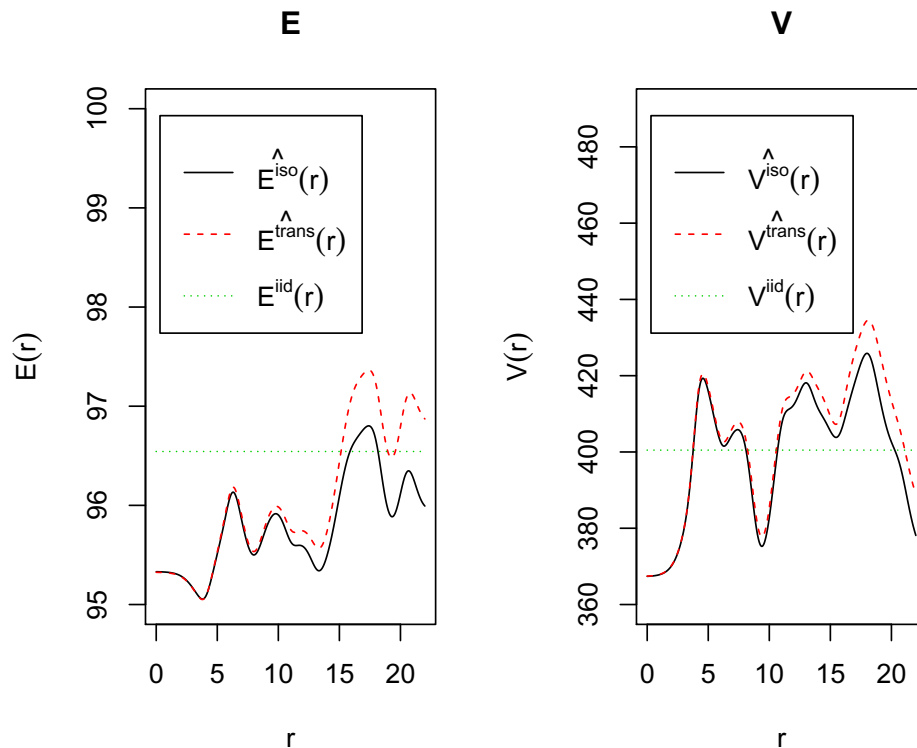 E
V
E(r)
100
99
98
97
96
95
Ê^iso(r)
Ê^trans(r)
E^iid(r)
0 5 10 15 20
r
V(r)
480
460
440
420
400
380
360
V̂^iso(r)
V̂^trans(r)
V^iid(r)
0 5 10 15 20
r